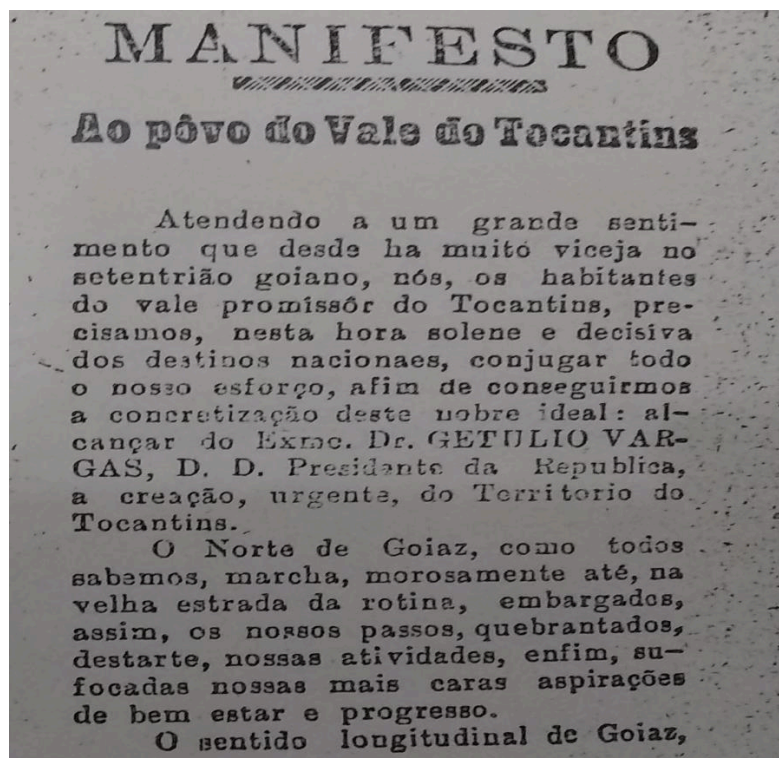 MANIFESTO
Ao pôvo do Vale do Tocantins
Atendendo a um grande senti-
mento que desde ha muito viceja no
setentrião goiano, nós, os habitantes
do vale promissôr do Tocantins, pre-
cisamos, nesta hora solene e decisiva
dos destinos nacionaes, conjugar todo
o nosso esforço, afim de conseguirmos
a concretização deste nobre ideal: al-
cançar do Exmo. Dr. GETULIO VAR-
GAS, D. D. Presidente da Republica,
a creação, urgente, do Territorio do
Tocantins.
O Norte de Goiaz, como todos
sabemos, marcha, morosamente até, na
velha estrada da rotina, embargados,
assim, os nossos passos, quebrantados,
destarte, nossas atividades, enfim, su-
focadas nossas mais caras aspirações
de bem estar e progresso.
O sentido longitudinal de Goiaz,